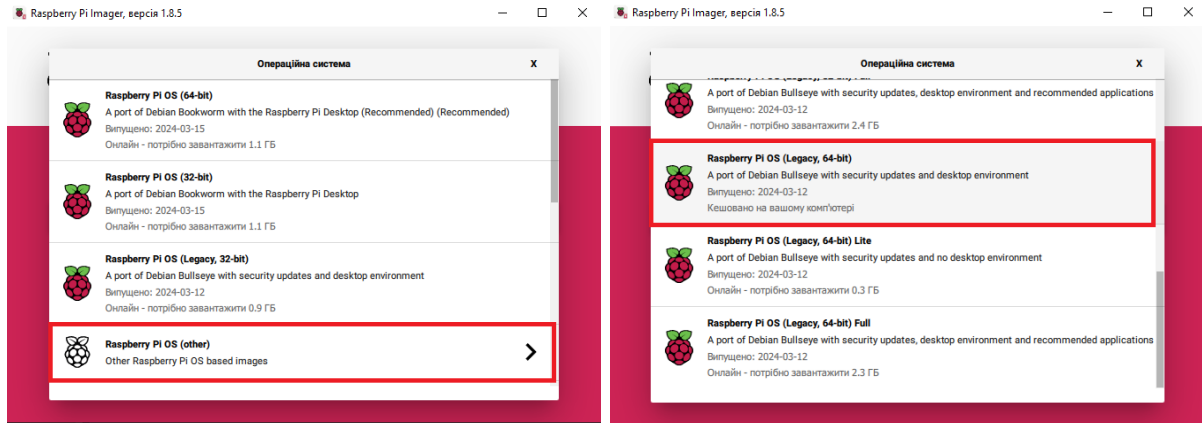 Raspberry Pi Imager, версія 1.8.5
Операційна система
X
Raspberry Pi OS (64-bit)
A port of Debian Bookworm with the Raspberry Pi Desktop (Recommended) (Recommended)
Випущено: 2024-03-15
Онлайн - потрібно завантажити 1.1 ГБ
Raspberry Pi OS (32-bit)
A port of Debian Bookworm with the Raspberry Pi Desktop
Випущено: 2024-03-15
Онлайн - потрібно завантажити 1.1 ГБ
Raspberry Pi OS (Legacy, 32-bit)
A port of Debian Bullseye with security updates and desktop environment
Випущено: 2024-03-12
Онлайн - потрібно завантажити 0.9 ГБ
Raspberry Pi OS (other)
Other Raspberry Pi OS based images
Raspberry Pi Imager, версія 1.8.5
Операційна система
X
A port of Debian Bullseye with security updates, desktop environment and recommended applications
Випущено: 2024-03-12
Онлайн - потрібно завантажити 2.4 ГБ
Raspberry Pi OS (Legacy, 64-bit)
A port of Debian Bullseye with security updates and desktop environment
Випущено: 2024-03-12
Кешовано на вашому комп'ютері
Raspberry Pi OS (Legacy, 64-bit) Lite
A port of Debian Bullseye with security updates and no desktop environment
Випущено: 2024-03-12
Онлайн - потрібно завантажити 0.3 ГБ
Raspberry Pi OS (Legacy, 64-bit) Full
A port of Debian Bullseye with security updates, desktop environment and recommended applications
Випущено: 2024-03-12
Онлайн - потрібно завантажити 2.3 ГБ